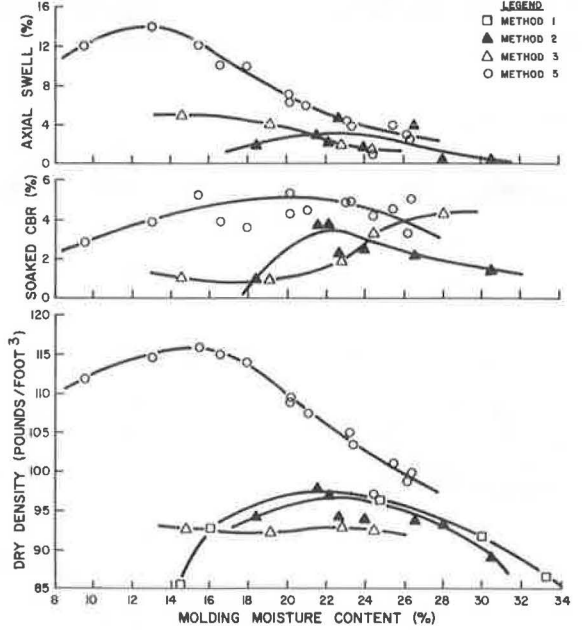 LEGEND
METHOD 1
METHOD 2
METHOD 3
METHOD 5
AXIAL SWELL (%)
16
12
8
4
0
SOAKED CBR (%)
6
4
2
0
DRY DENSITY (POUNDS/FOOT3)
120
115
110
105
100
95
90
85
8 10 12 14 16 18 20 22 24 26 28 30 32 34
MOLDING MOISTURE CONTENT (%)